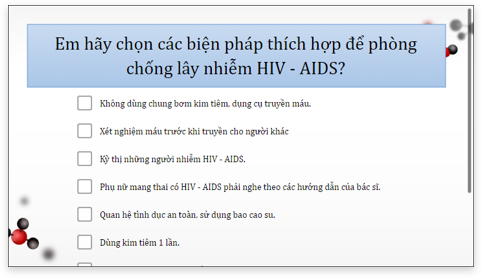 Em hãy chọn các biện pháp thích hợp để phòng
chống lây nhiễm HIV - AIDS?
Không dùng chung bơm kim tiêm, dụng cụ truyền máu.
Xét nghiệm máu trước khi truyền cho người khác
Kỳ thị những người nhiễm HIV - AIDS.
Phụ nữ mang thai có HIV - AIDS phải nghe theo các hướng dẫn của bác sĩ.
Quan hệ tình dục an toàn, sử dụng bao cao su.
Dùng kim tiêm 1 lần.